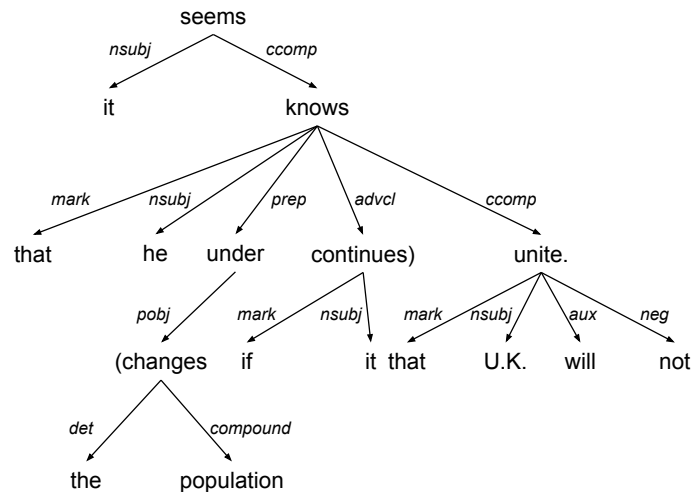 seems
nsubj ccomp
it knows
mark nsubj prep advcl ccomp
that he under continues) unite.
pobj mark nsubj mark nsubj aux neg
(changes if it that U.K. will not
det compound
the population